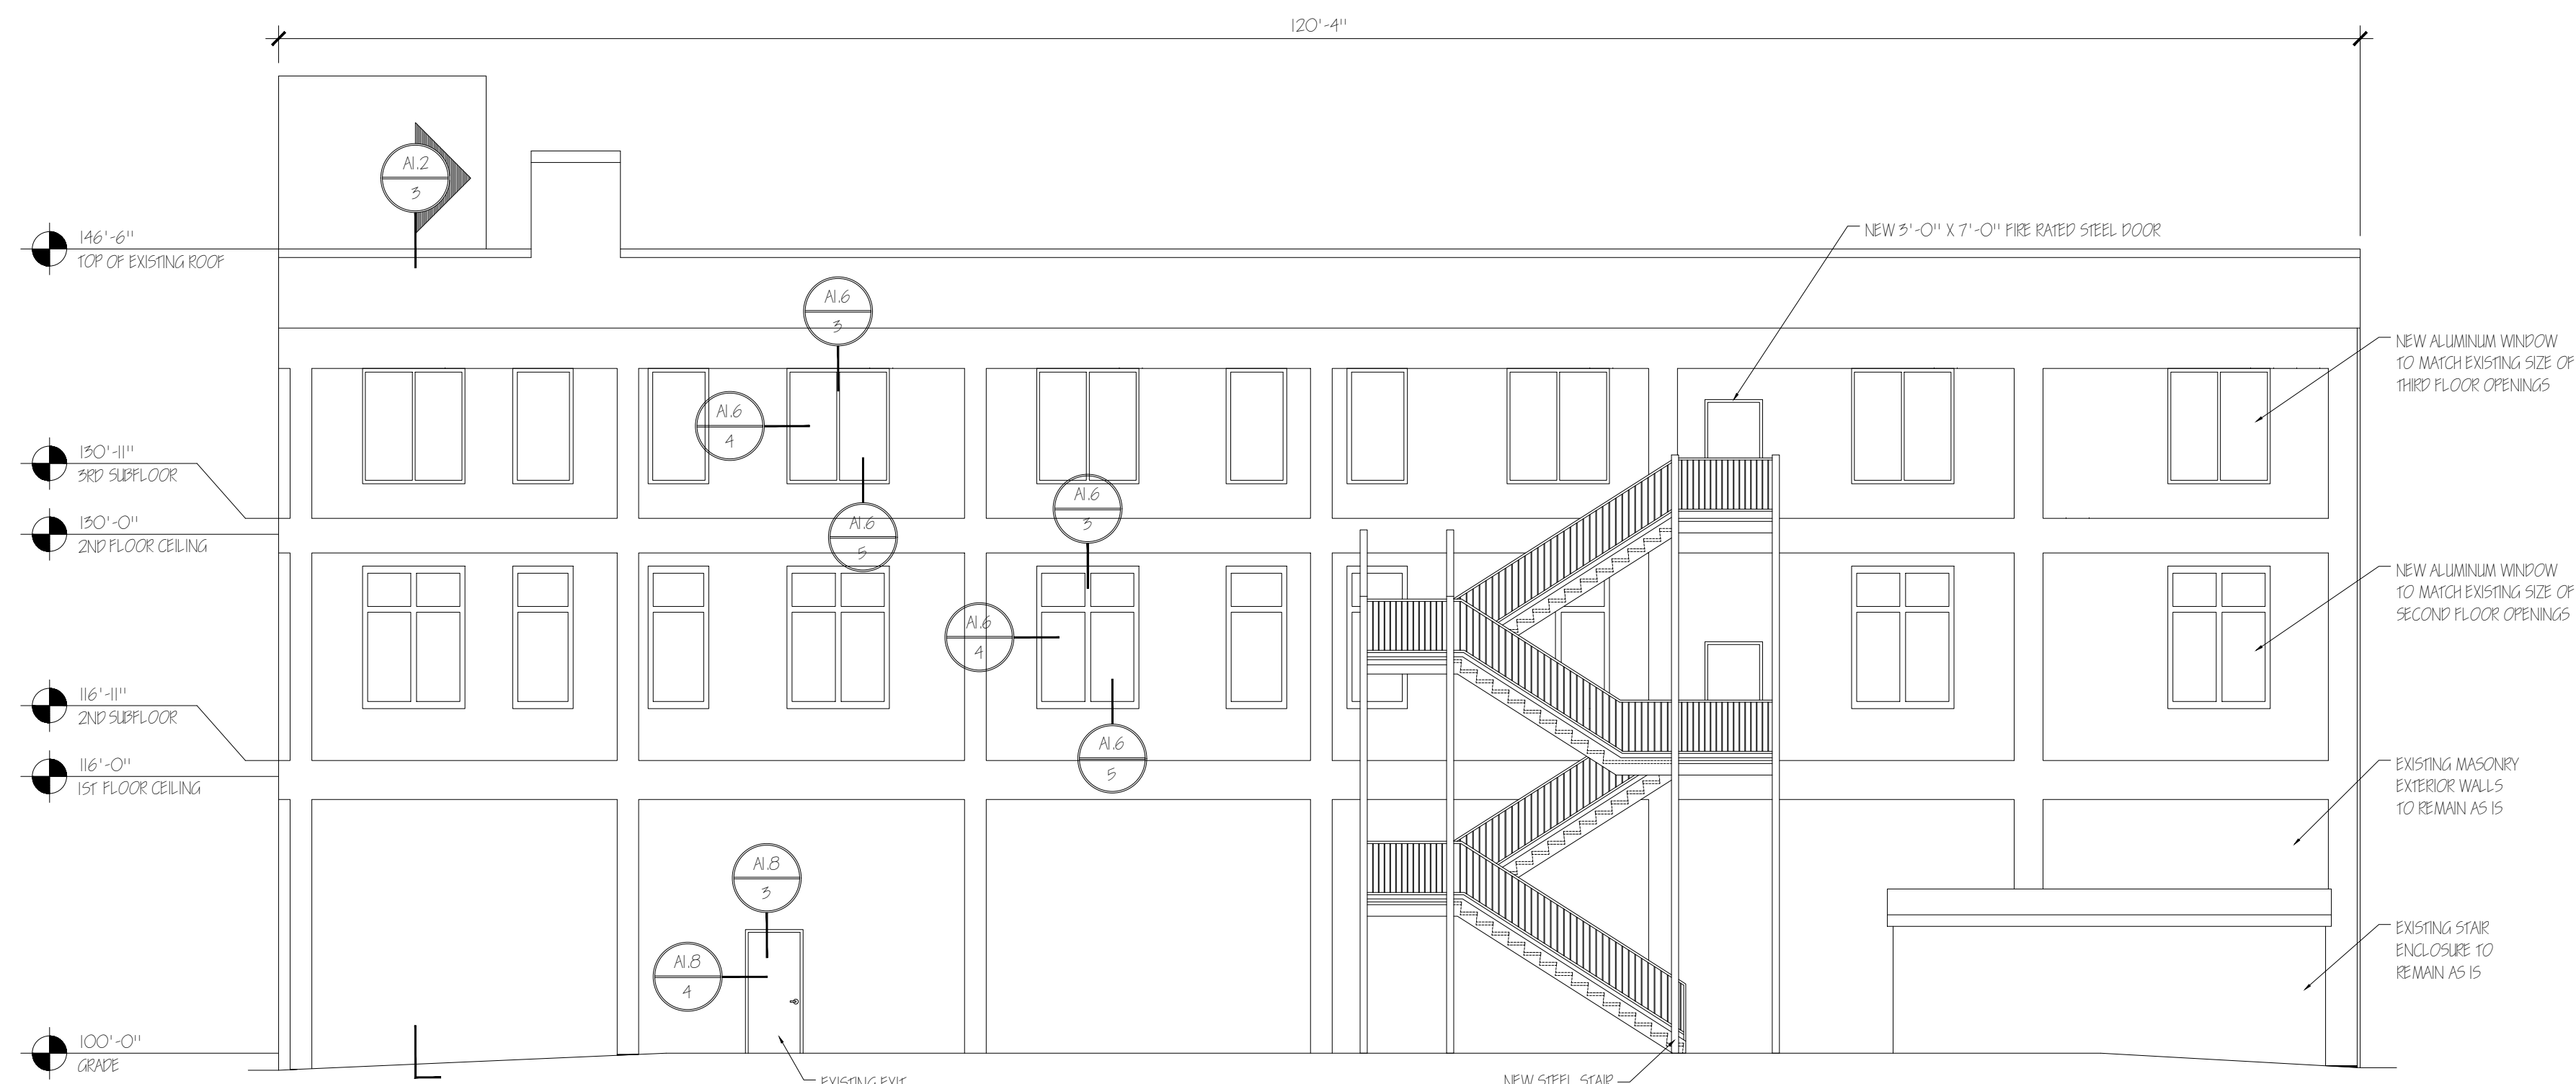 120'-4"
A1.2
3
146'-6"
TOP OF EXISTING ROOF
NEW 3'-0" X 7'-0" FIRE RATED STEEL DOOR
A1.6
3
NEW ALUMINUM WINDOW
TO MATCH EXISTING SIZE OF
THIRD FLOOR OPENINGS
A1.6
4
130'-11"
3RD SUBFLOOR
A1.6
3
130'-0"
2ND FLOOR CEILING
A1.6
5
NEW ALUMINUM WINDOW
TO MATCH EXISTING SIZE OF
SECOND FLOOR OPENINGS
A1.6
4
116'-11"
2ND SUBFLOOR
A1.6
5
116'-0"
1ST FLOOR CEILING
EXISTING MASONRY
EXTERIOR WALLS
TO REMAIN AS IS
A1.8
3
A1.8
4
EXISTING STAIR
ENCLOSURE TO
REMAIN AS IS
100'-0"
GRADE
EXISTING EXIT
NEW STEEL STAIR